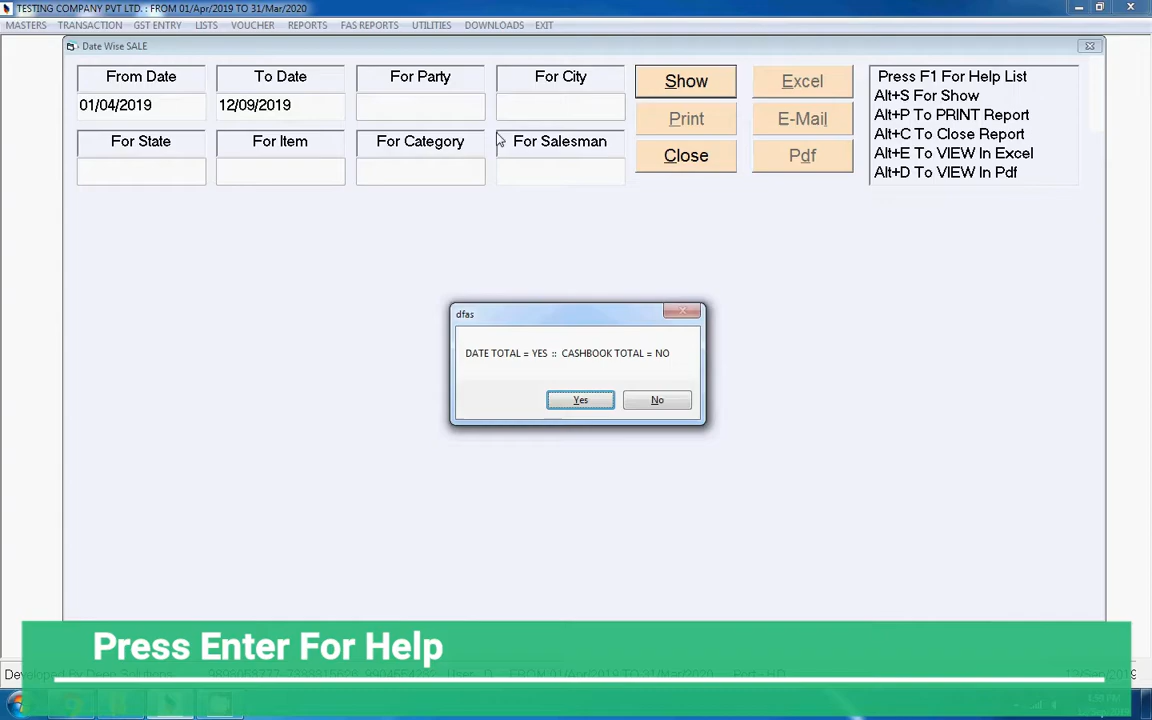 TESTING COMPANY PVT LTD. : FROM 01/Apr/2019 TO 31/Mar/2020
MASTERS TRANSACTION GST ENTRY LISTS VOUCHER REPORTS FAS REPORTS UTILITIES DOWNLOADS EXIT
Date Wise SALE
From Date To Date For Party For City Show Excel Press F1 For Help List
Alt+S For Show
01/04/2019 12/09/2019
Print E-Mail Alt+P To PRINT Report
For State For Item For Category For Salesman Alt+C To Close Report
Close Pdf Alt+E To VIEW In Excel
Alt+D To VIEW In Pdf
dfas
DATE TOTAL = YES :: CASHBOOK TOTAL = NO
Yes No
Press Enter For Help